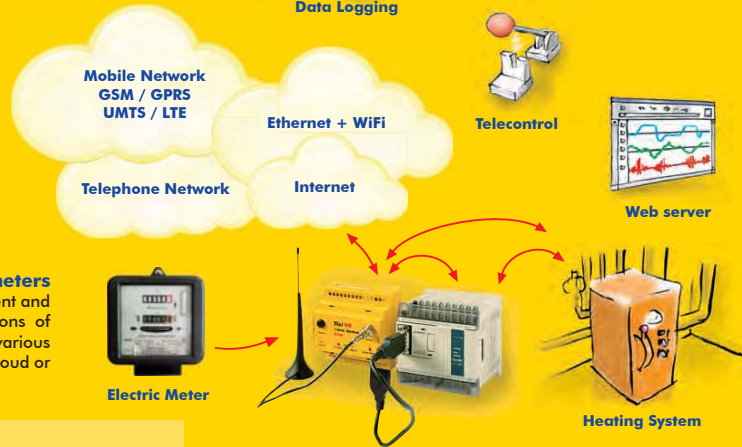 Data Logging
Mobile Network
GSM / GPRS
UMTS / LTE
Ethernet + WiFi
Telecontrol
Telephone Network
Internet
Web server
eters
ent and
ons of
various
oud or
Electric Meter
Heating System